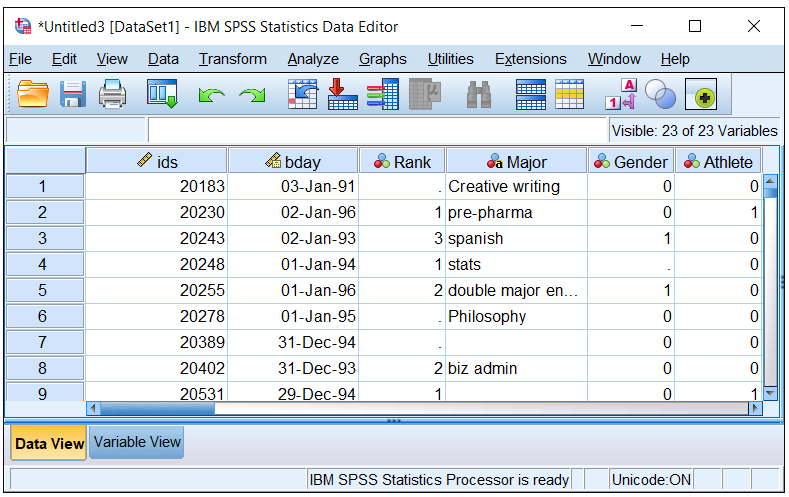 *Untitled3 [DataSet1] - IBM SPSS Statistics Data Editor
File Edit View Data Transform Analyze Graphs Utilities Extensions Window Help
Visible: 23 of 23 Variables
ids bday Rank Major Gender Athlete
1 20183 03-Jan-91 . Creative writing 0 0
2 20230 02-Jan-96 1 pre-pharma 0 1
3 20243 02-Jan-93 3 spanish 1 0
4 20248 01-Jan-94 1 stats . 0
5 20255 01-Jan-96 2 double major en... 1 0
6 20278 01-Jan-95 . Philosophy 0 0
7 20389 31-Dec-94 . 0 0
8 20402 31-Dec-93 2 biz admin 0 0
9 20531 29-Dec-94 1 0 1
Data View Variable View
IBM SPSS Statistics Processor is ready Unicode:ON